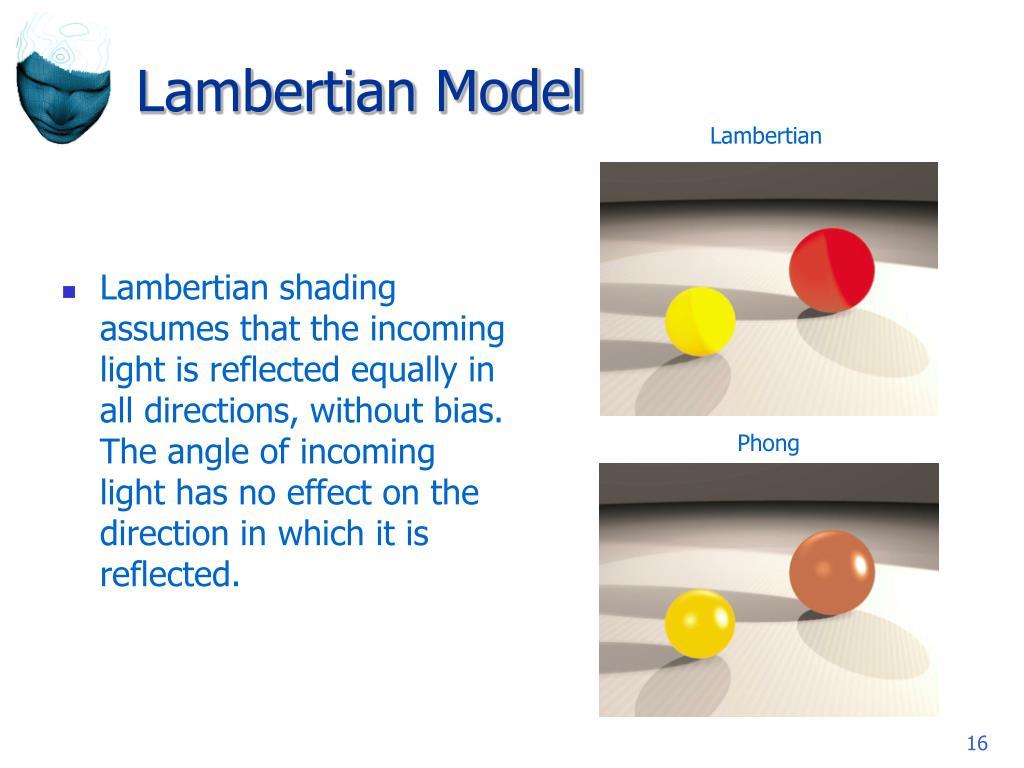 Lambertian Model
Lambertian
Lambertian shading
assumes that the incoming
light is reflected equally in
all directions, without bias.
The angle of incoming
light has no effect on the
direction in which it is
reflected.
Phong
16